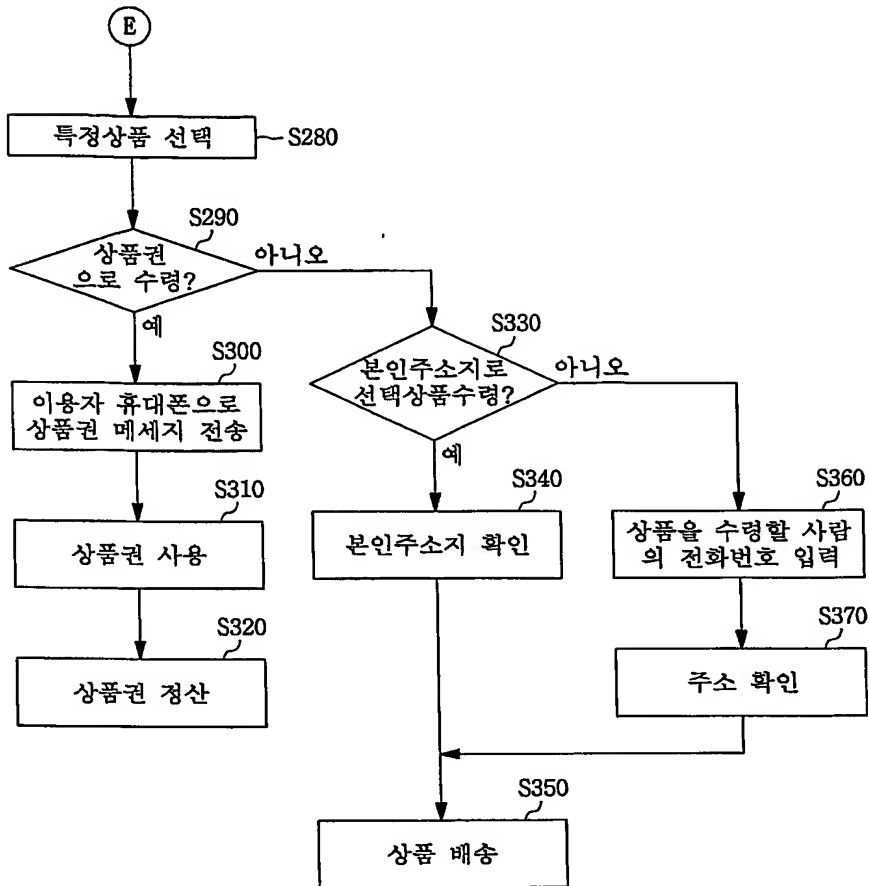 E
특정상품 선택
S280
S290
상품권
으로 수령?
아니오
예
S300
이용자 휴대폰으로
상품권 메세지 전송
S310
상품권 사용
S320
상품권 정산
S330
본인주소지로
선택상품수령?
아니오
예
S340
본인주소지 확인
S360
상품을 수령할 사람
의 전화번호 입력
S370
주소 확인
S350
상품 배송